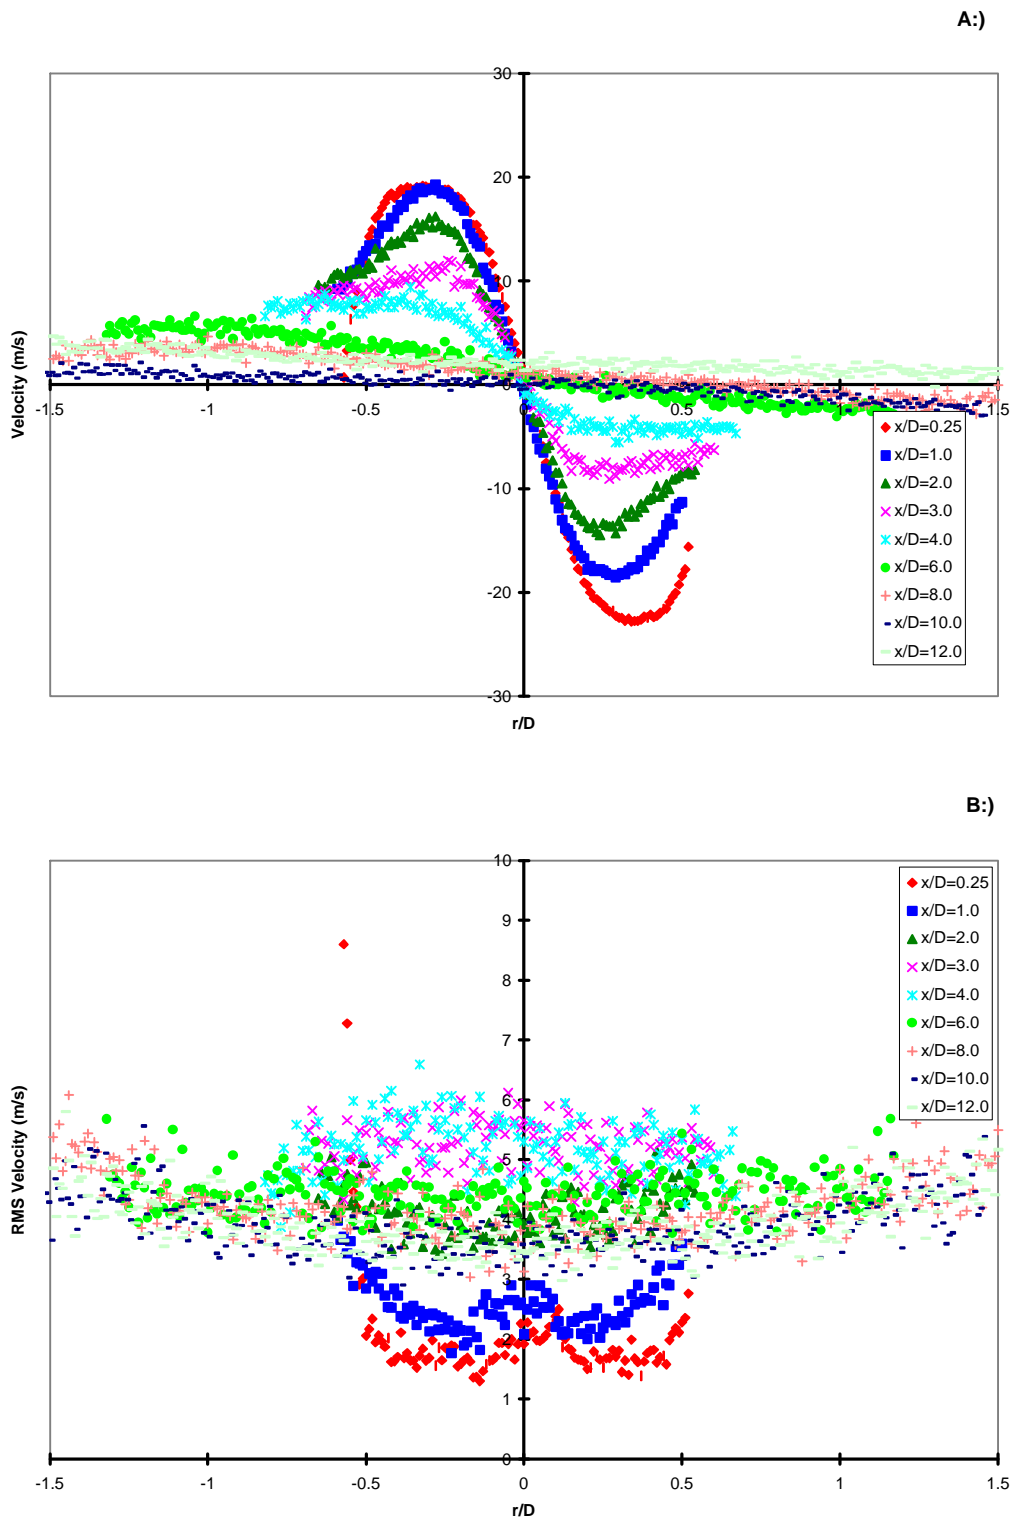 A:)
30
20
10
0
-10
-20
-30
-1.5
-1
-0.5
0.5
1
1.5
Velocity (m/s)
r/D
x/D=0.25
x/D=1.0
x/D=2.0
x/D=3.0
x/D=4.0
x/D=6.0
x/D=8.0
x/D=10.0
x/D=12.0
B:)
10
9
8
7
6
5
4
3
2
1
0
-1.5
-1
-0.5
0
0.5
1
1.5
RMS Velocity (m/s)
r/D
x/D=0.25
x/D=1.0
x/D=2.0
x/D=3.0
x/D=4.0
x/D=6.0
x/D=8.0
x/D=10.0
x/D=12.0